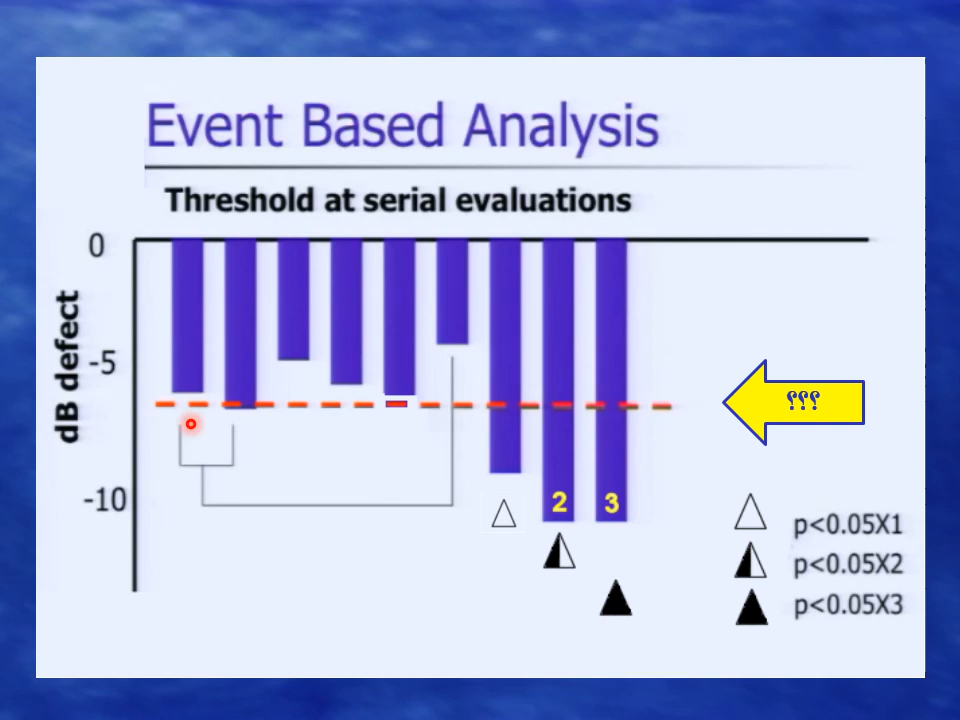 Event Based Analysis
Threshold at serial evaluations
0
dB defect
-5
؟؟؟
-10
2
3
p<0.05X1
p<0.05X2
p<0.05X3